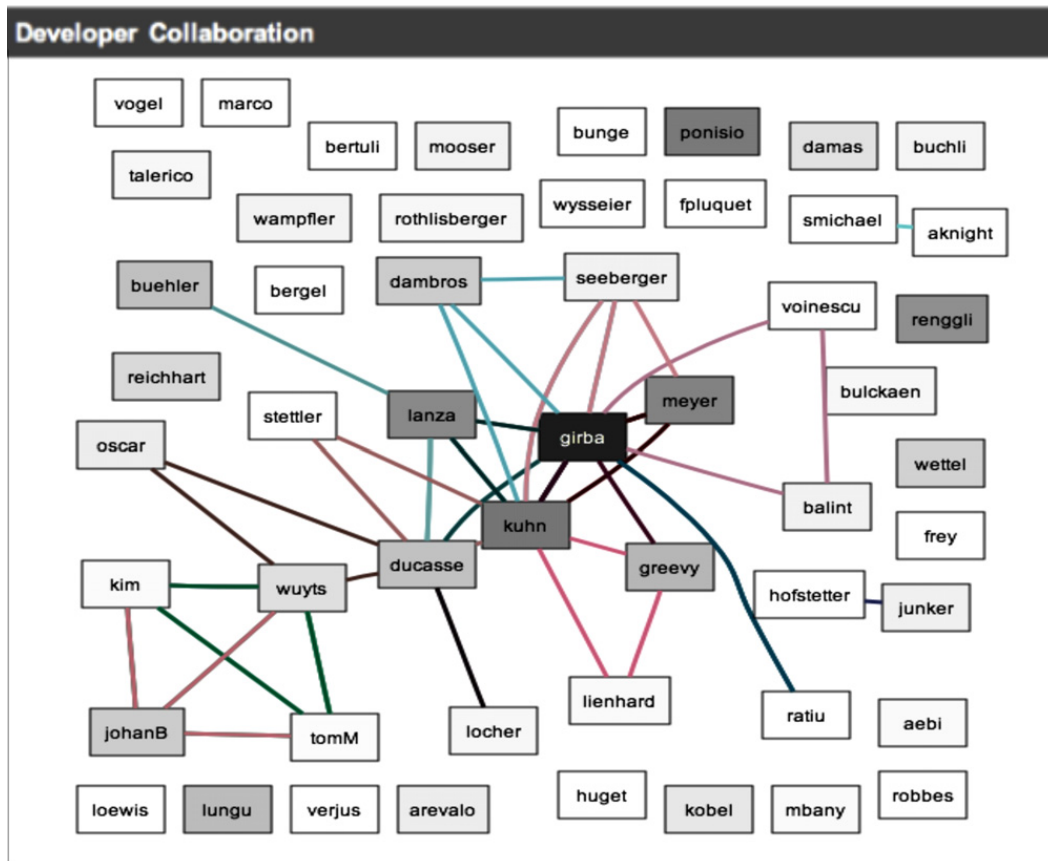 Developer Collaboration
vogel
marco
bunge
ponisio
bertuli
mooser
damas
buchli
talerico
wysseier
fpluquet
wampfler
rothlisberger
smichael
aknight
seeberger
dambros
buehler
bergel
voinescu
renggli
reichhart
bulckaen
meyer
lanza
stettler
girba
oscar
wettel
balint
kuhn
frey
ducasse
greevy
kim
wuyts
hofstetter
junker
lienhard
ratiu
aebi
johanB
tomM
locher
huget
robbes
loewis
lungu
verjus
arevalo
kobel
mbany